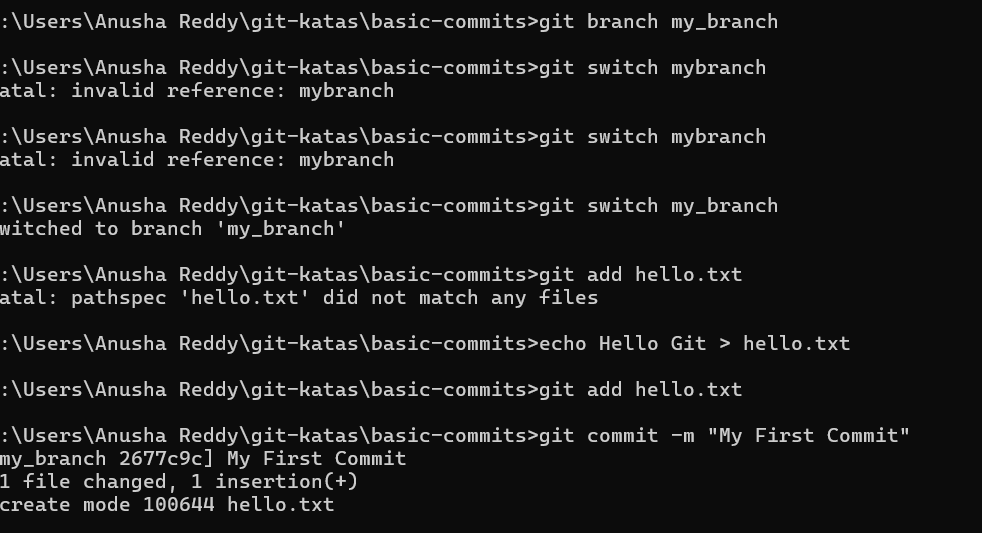 :\Users\Anusha Reddy\git-katas\basic-commits>git branch my_branch
:\Users\Anusha Reddy\git-katas\basic-commits>git switch mybranch
atal: invalid reference: mybranch
:\Users\Anusha Reddy\git-katas\basic-commits>git switch mybranch
atal: invalid reference: mybranch
:\Users\Anusha Reddy\git-katas\basic-commits>git switch my_branch
witched to branch 'my_branch'
:\Users\Anusha Reddy\git-katas\basic-commits>git add hello.txt
atal: pathspec 'hello.txt' did not match any files
:\Users\Anusha Reddy\git-katas\basic-commits>echo Hello Git > hello.txt
:\Users\Anusha Reddy\git-katas\basic-commits>git add hello.txt
:\Users\Anusha Reddy\git-katas\basic-commits>git commit -m "My First Commit"
my_branch 2677c9c] My First Commit
1 file changed, 1 insertion(+)
create mode 100644 hello.txt